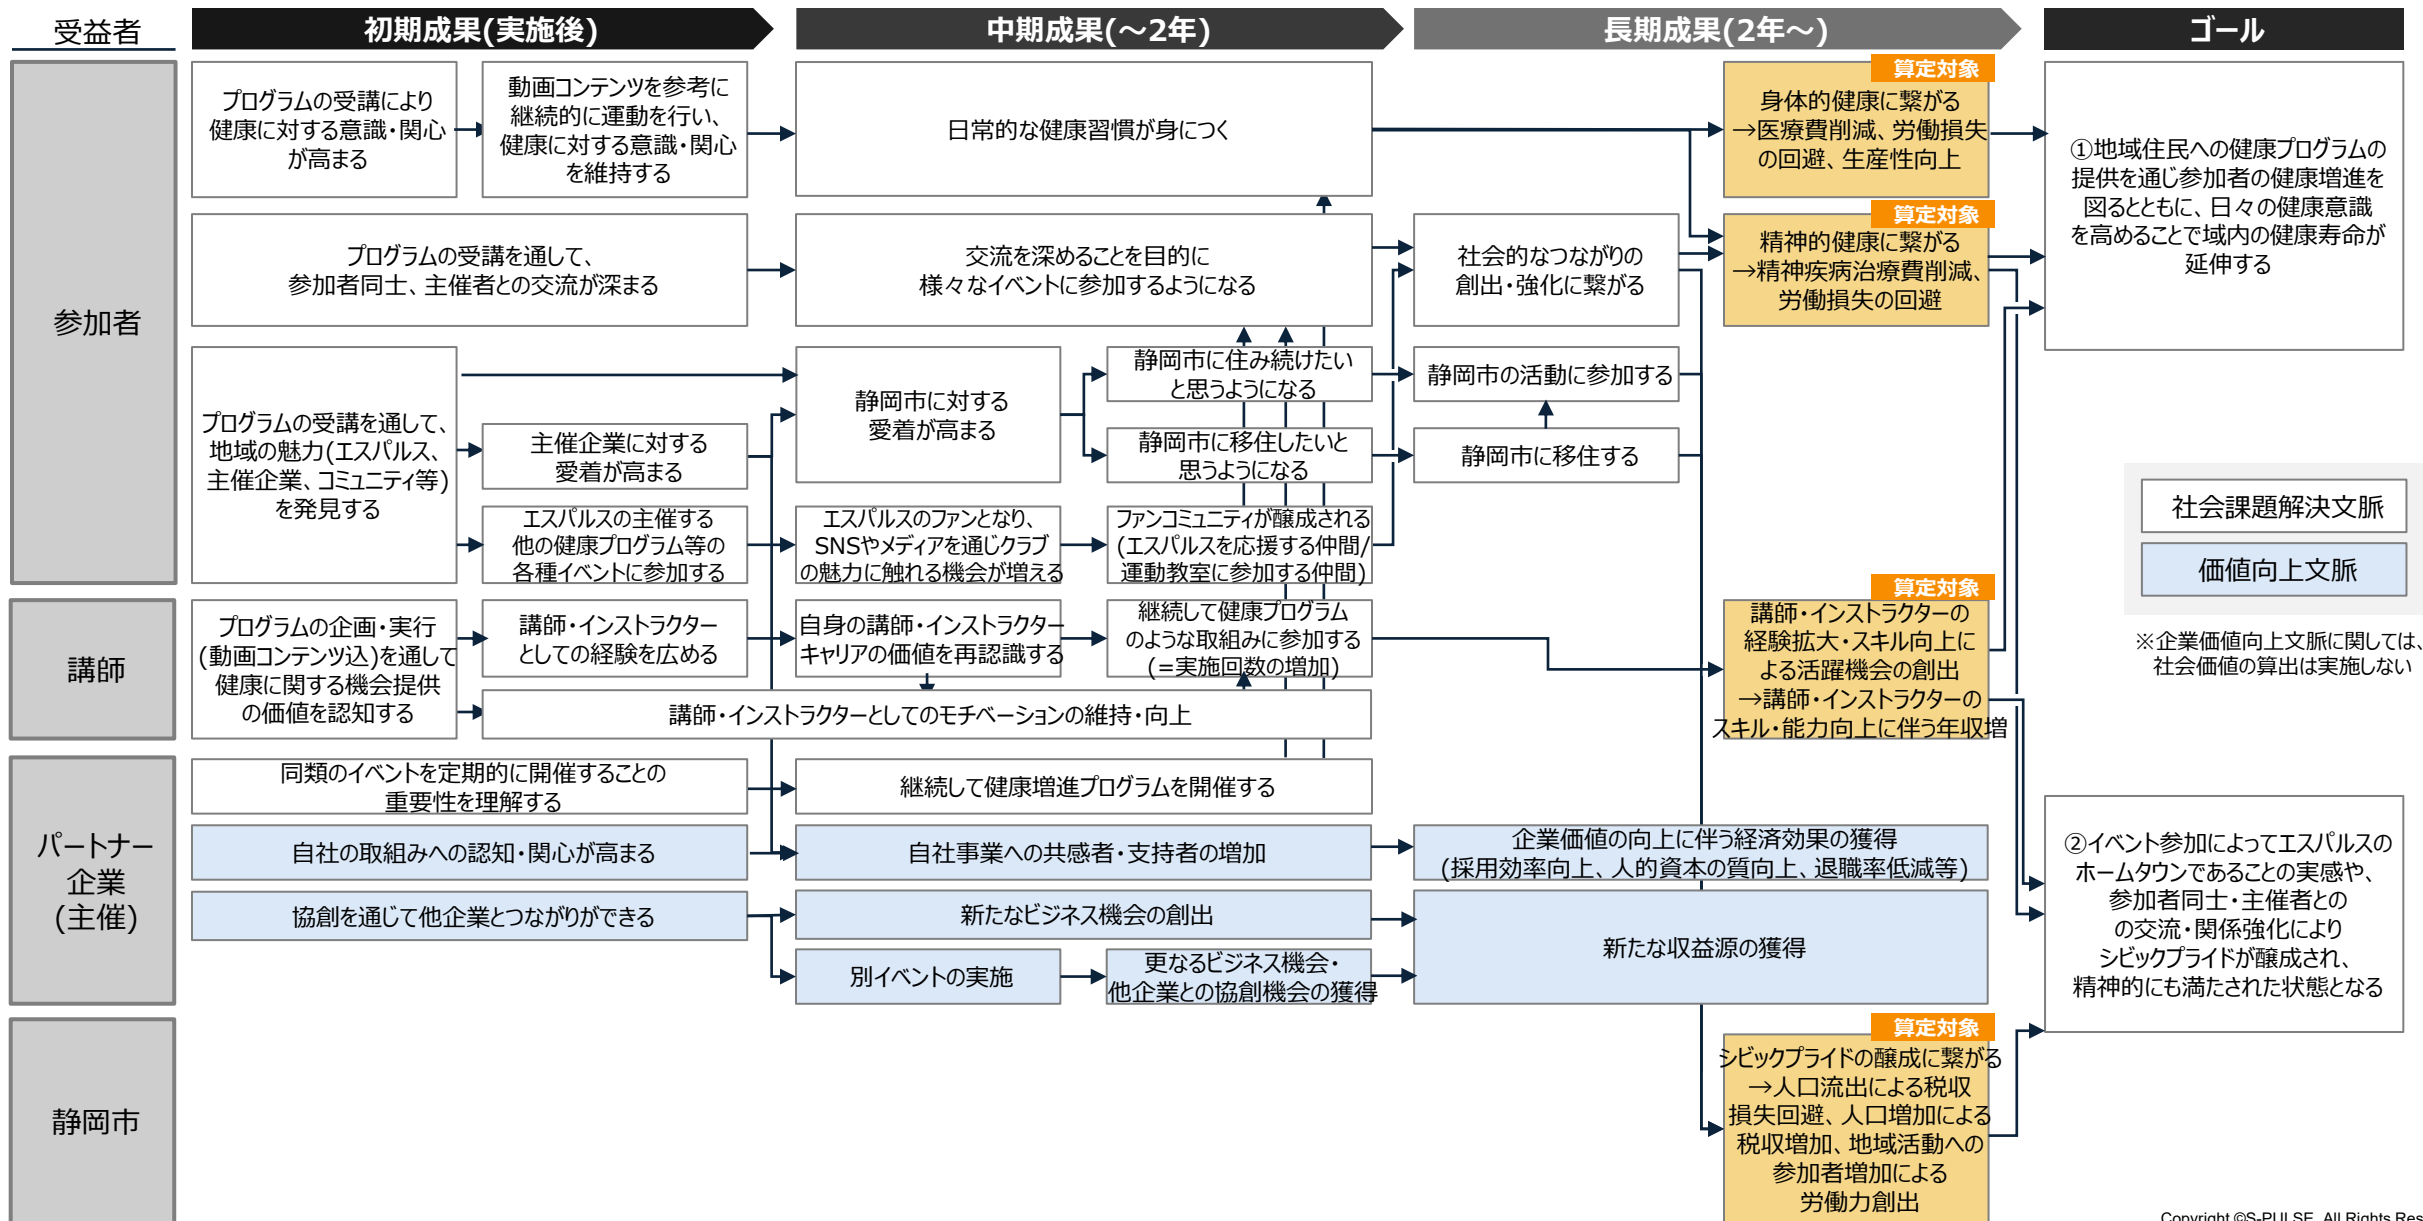 受益者
初期成果(実施後)
中期成果(～2年)
長期成果(2年～)
ゴール
参加者
プログラムの受講により
健康に対する意識・関心
が高まる
動画コンテンツを参考に
継続的に運動を行い、
健康に対する意識・関心
を維持する
日常的な健康習慣が身につく
算定対象
身体的健康に繋がる
→医療費削減、労働損失
の回避、生産性向上
①地域住民への健康プログラムの
提供を通じ参加者の健康増進を
図るとともに、日々の健康意識
を高めることで域内の健康寿命が
延伸する
プログラムの受講を通して、
参加者同士、主催者との交流が深まる
交流を深めることを目的に
様々なイベントに参加するようになる
社会的なつながりの
創出・強化に繋がる
算定対象
精神的健康に繋がる
→精神疾病治療費削減、
労働損失の回避
プログラムの受講を通して、
地域の魅力(エスパルス、
主催企業、コミュニティ等)
を発見する
主催企業に対する
愛着が高まる
静岡市に対する
愛着が高まる
静岡市に住み続けたい
と思うようになる
静岡市の活動に参加する
静岡市に移住したいと
思うようになる
静岡市に移住する
エスパルスの主催する
他の健康プログラム等の
各種イベントに参加する
エスパルスのファンとなり、
SNSやメディアを通じクラブ
の魅力に触れる機会が増える
ファンコミュニティが醸成される
(エスパルスを応援する仲間/
運動教室に参加する仲間)
社会課題解決文脈
価値向上文脈
※企業価値向上文脈に関しては、
社会価値の算出は実施しない
講師
プログラムの企画・実行
(動画コンテンツ込)を通して
健康に関する機会提供
の価値を認知する
講師・インストラクター
としての経験を広める
自身の講師・インストラクター
キャリアの価値を再認識する
継続して健康プログラム
のような取組みに参加する
(=実施回数の増加)
講師・インストラクターとしてのモチベーションの維持・向上
算定対象
講師・インストラクターの
経験拡大・スキル向上に
よる活躍機会の創出
→講師・インストラクターの
スキル・能力向上に伴う年収増
パートナー
企業
(主催)
同類のイベントを定期的に開催することの
重要性を理解する
継続して健康増進プログラムを開催する
自社の取組みへの認知・関心が高まる
自社事業への共感者・支持者の増加
企業価値の向上に伴う経済効果の獲得
(採用効率向上、人的資本の質向上、退職率低減等)
協創を通じて他企業とつながりができる
新たなビジネス機会の創出
新たな収益源の獲得
別イベントの実施
更なるビジネス機会・
他企業との協創機会の獲得
②イベント参加によってエスパルスの
ホームタウンであることの実感や、
参加者同士・主催者との
の交流・関係強化により
シビックプライドが醸成され、
精神的にも満たされた状態となる
静岡市
算定対象
シビックプライドの醸成に繋がる
→人口流出による税収
損失回避、人口増加による
税収増加、地域活動への
参加者増加による
労働力創出
Copyright ©S-PULSE. All Rights Res